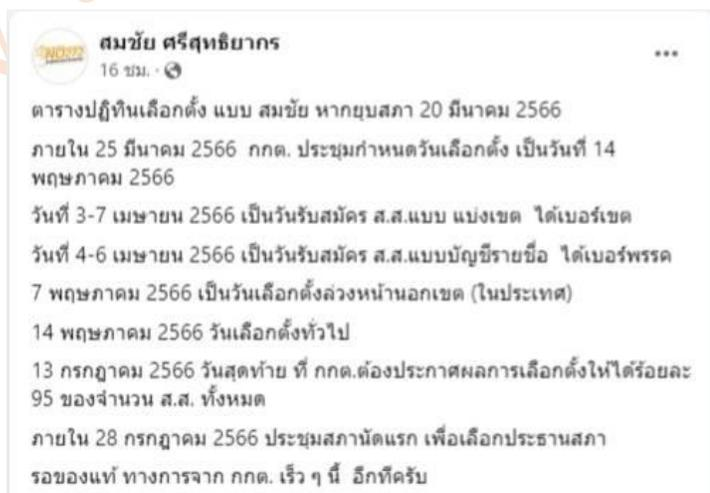 สมชัย ศรีสุทธิยากร
16 ชม. ·
ตารางปฏิทินเลือกตั้ง แบบ สมชัย หากยุบสภา 20 มีนาคม 2566
ภายใน 25 มีนาคม 2566 กกต. ประชุมกำหนดวันเลือกตั้ง เป็นวันที่ 14
พฤษภาคม 2566
วันที่ 3-7 เมษายน 2566 เป็นวันรับสมัคร ส.ส.แบบ แบ่งเขต ได้เบอร์เขต
วันที่ 4-6 เมษายน 2566 เป็นวันรับสมัคร ส.ส.แบบบัญชีรายชื่อ ได้เบอร์พรรค
7 พฤษภาคม 2566 เป็นวันเลือกตั้งล่วงหน้านอกเขต (ในประเทศ)
14 พฤษภาคม 2566 วันเลือกตั้งทั่วไป
13 กรกฎาคม 2566 วันสุดท้าย ที่ กกต.ต้องประกาศผลการเลือกตั้งให้ได้ร้อยละ
95 ของจำนวน ส.ส. ทั้งหมด
ภายใน 28 กรกฎาคม 2566 ประชุมสภานัดแรก เพื่อเลือกประธานสภา
รอของแท้ ทางการจาก กกต. เร็ว ๆ นี้ อีกทีครับ